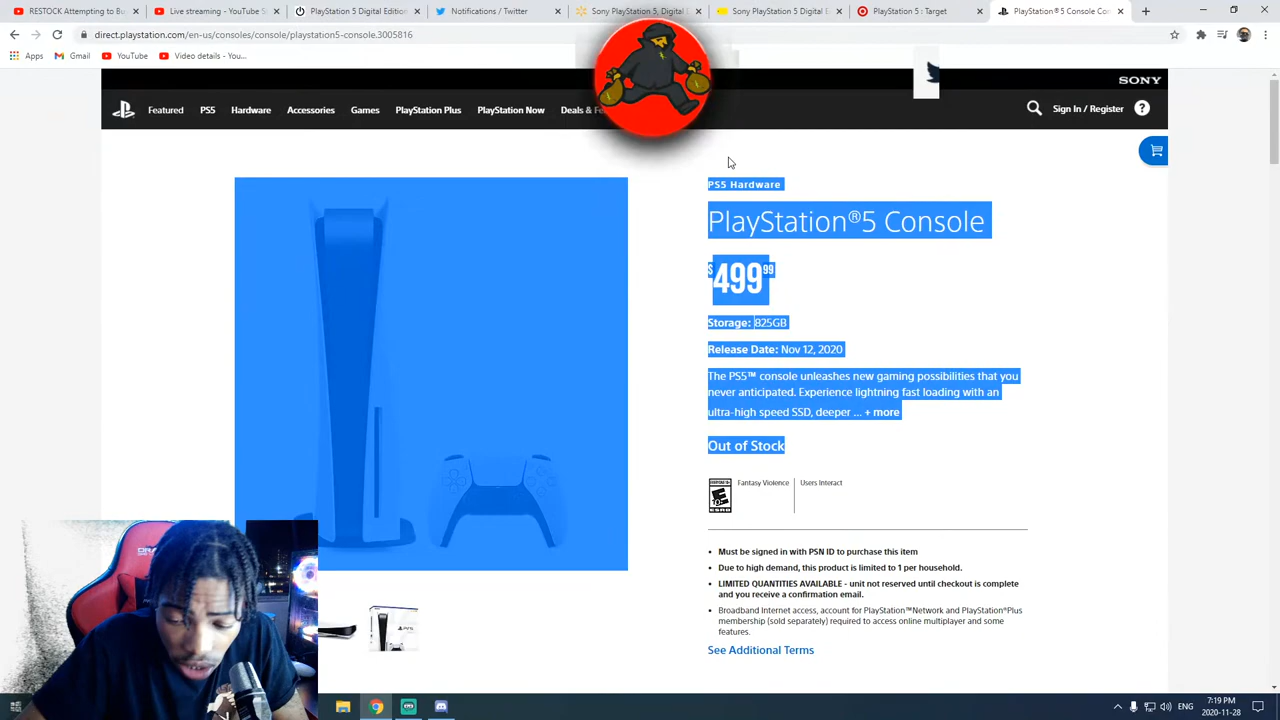 RESTOCK - Attempting to Bu
Live streaming
PlayStation 5 Digital Edition
PlayStation 5 Digital Edition
Notifications / Twitter
Sony PlayStation 5
Sony PlayStation 5
PlayStation 5 Conso
PlayStation®5 Console
direct.playstation.com/en-us/consoles/console/playstation5-console.3005816
Apps
Gmail
YouTube
Video details - You...
SONY
Featured
PS5
Hardware
Accessories
Games
PlayStation Plus
PlayStation Now
Deals &
Sign In / Register
PS5 Hardware
PlayStation®5 Console
$499.99
Storage: 825GB
Release Date: Nov 12, 2020
The PS5™ console unleashes new gaming possibilities that you
never anticipated. Experience lightning fast loading with an
ultra-high speed SSD, deeper ... + more
Out of Stock
Fantasy Violence
Users Interact
• Must be signed in with PSN ID to purchase this item
• Due to high demand, this product is limited to 1 per household.
• LIMITED QUANTITIES AVAILABLE - unit not reserved until checkout is complete
and you receive a confirmation email.
• Broadband Internet access, account for PlayStation™Network and PlayStation®Plus
membership (sold separately) required to access online multiplayer and some
features.
See Additional Terms
ENG
7:19 PM
2020-11-28